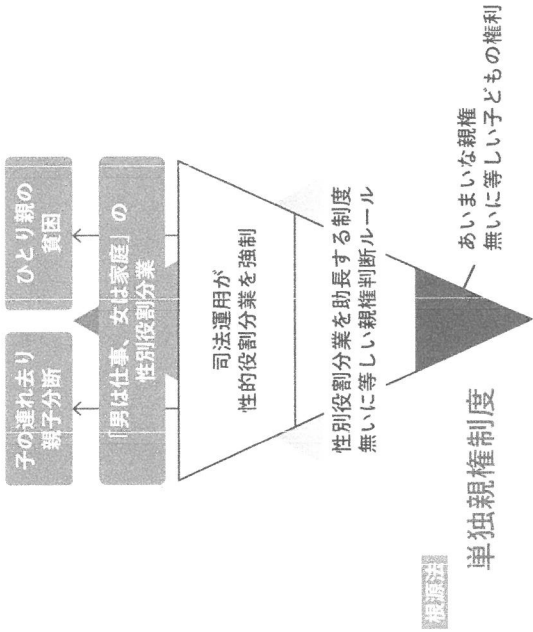 子の連れ去り
親子分断
ひとり親の
貧困
「男は仕事、女は家庭」の
性別役割分業
司法運用が
性的役割分業を強制
性別役割分業を助長する制度
無いに等しい親権判断ルール
あいまいな親権
無いに等しい子どもの権利
根源法
単独親権制度